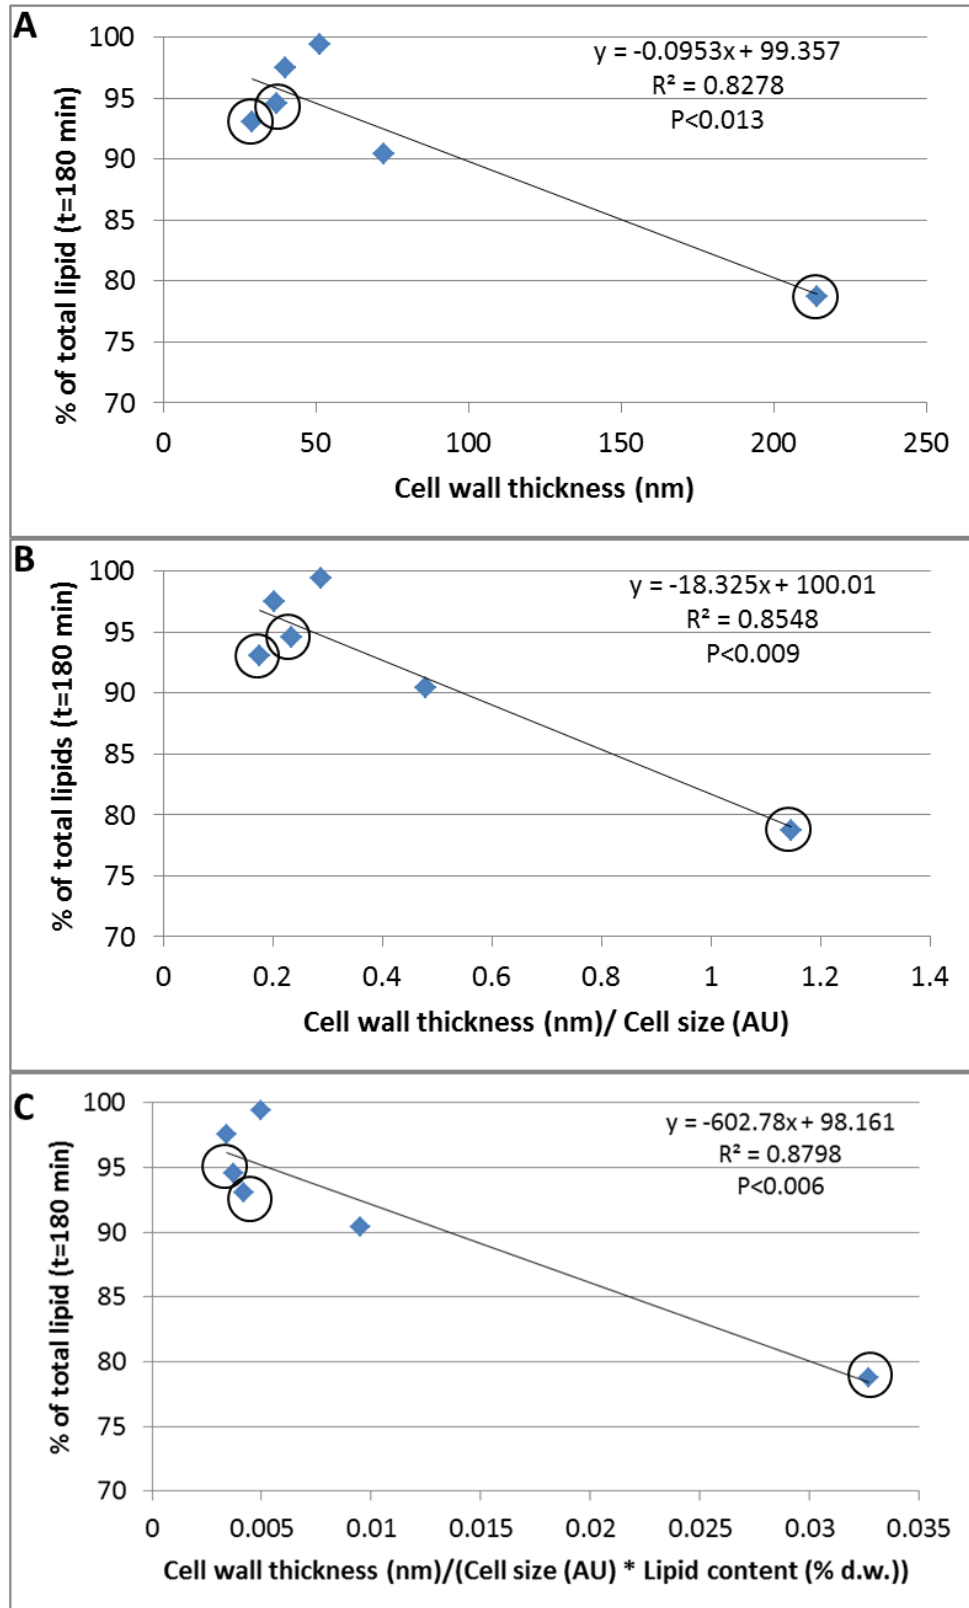 A
y = -0.0953x + 99.357
R² = 0.8278
P<0.013
% of total lipid (t=180 min)
100
95
90
85
80
75
70
0 50 100 150 200 250
Cell wall thickness (nm)
B
y = -18.325x + 100.01
R² = 0.8548
P<0.009
% of total lipids (t=180 min)
100
95
90
85
80
75
70
0 0.2 0.4 0.6 0.8 1 1.2 1.4
Cell wall thickness (nm)/ Cell size (AU)
C
y = -602.78x + 98.161
R² = 0.8798
P<0.006
% of total lipid (t=180 min)
100
95
90
85
80
75
70
0 0.005 0.01 0.015 0.02 0.025 0.03 0.035
Cell wall thickness (nm)/(Cell size (AU) * Lipid content (% d.w.))